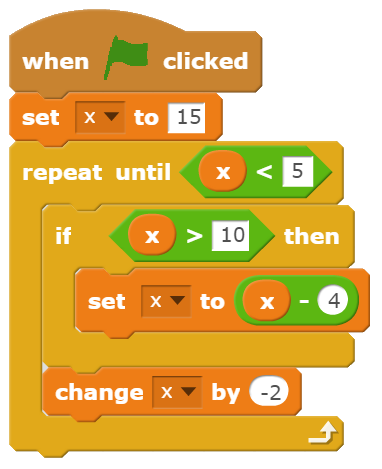 when clicked
set x to 15
repeat until x < 5
if x > 10 then
set x to x - 4
change x by -2